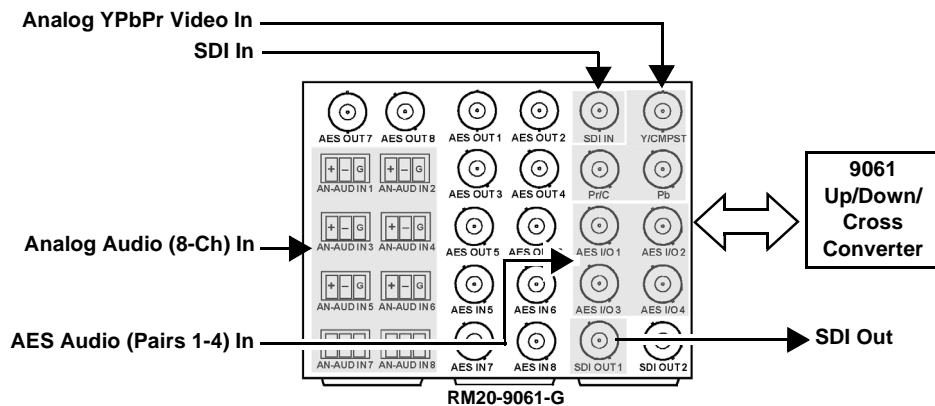 Analog YPbPr Video In
SDI In
AES OUT 7 AES OUT 8 AES OUT 1 AES OUT 2 SDI IN Y/CMPST
AN-AUD IN 1 AN-AUD IN 2 AES OUT 3 AES OUT 4 Pr/C Pb
+ – G + – G
9061
Up/Down/
Cross
Converter
Analog Audio (8-Ch) In
+ – G + – G
AN-AUD IN 3 AN-AUD IN 4 AES OUT 5 AES I/O 1 AES I/O 2
+ – G + – G
AN-AUD IN 5 AN-AUD IN 6 AES IN 5 AES IN 6 AES I/O 3 AES I/O 4
AES Audio (Pairs 1-4) In
SDI Out
AN-AUD IN 7 AN-AUD IN 8 AES IN 7 AES IN 8 SDI OUT 1 SDI OUT 2
RM20-9061-G